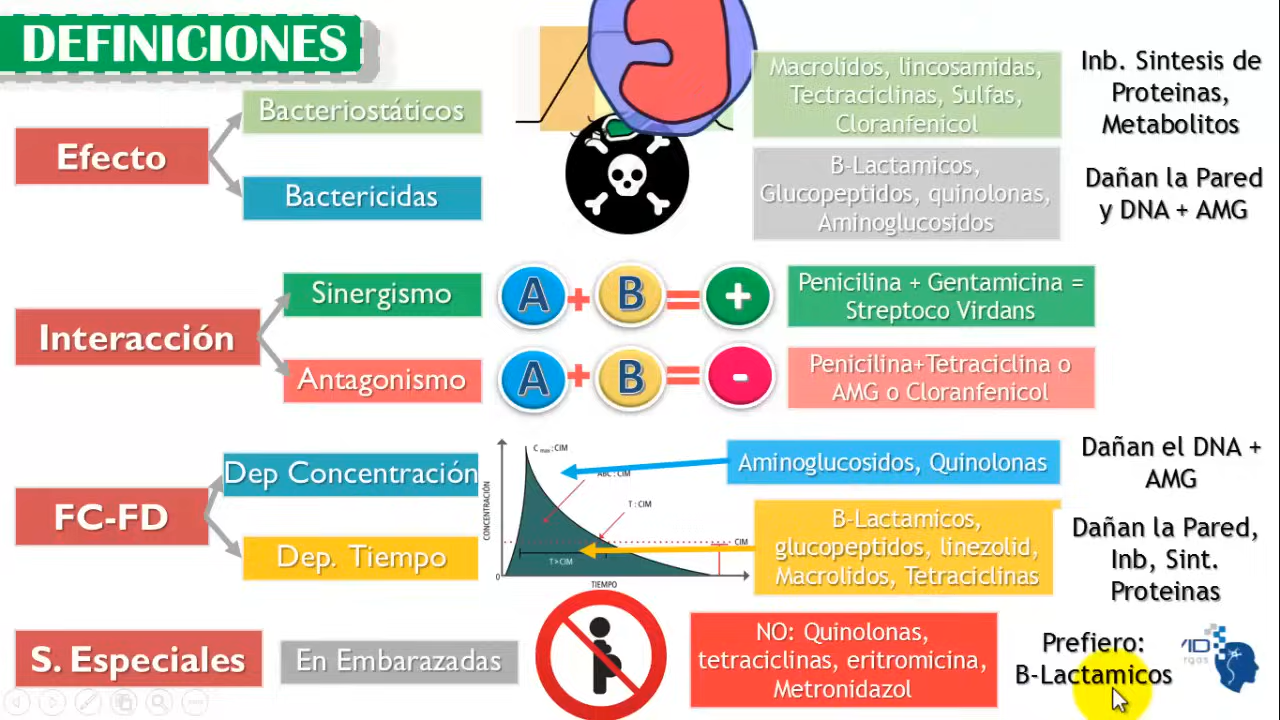 DEFINICIONES
Efecto
Bacteriostáticos
Bactericidas
Macrolidos, lincosamidas,
Tectraciclinas, Sulfas,
Cloranfenicol
Inb. Sintesis de
Proteinas,
Metabolitos
B-Lactamicos,
Glucopeptidos, quinolonas,
Aminoglucosidos
Dañan la Pared
y DNA + AMG
Interacción
Sinergismo
A + B = +
Penicilina + Gentamicina =
Streptoco Virdans
Antagonismo
A + B = -
Penicilina+Tetraciclina o
AMG o Cloranfenicol
FC-FD
Dep Concentración
Dep. Tiempo
CONCENTRACIÓN
C max : CIM
ABC : CIM
T : CIM
CIM
T>CIM
0
TIEMPO
Aminoglucosidos, Quinolonas
Dañan el DNA +
AMG
B-Lactamicos,
glucopeptidos, linezolid,
Macrolidos, Tetraciclinas
Dañan la Pared,
Inb, Sint.
Proteinas
S. Especiales
En Embarazadas
NO: Quinolonas,
tetraciclinas, eritromicina,
Metronidazol
Prefiero:
B-Lactamicos